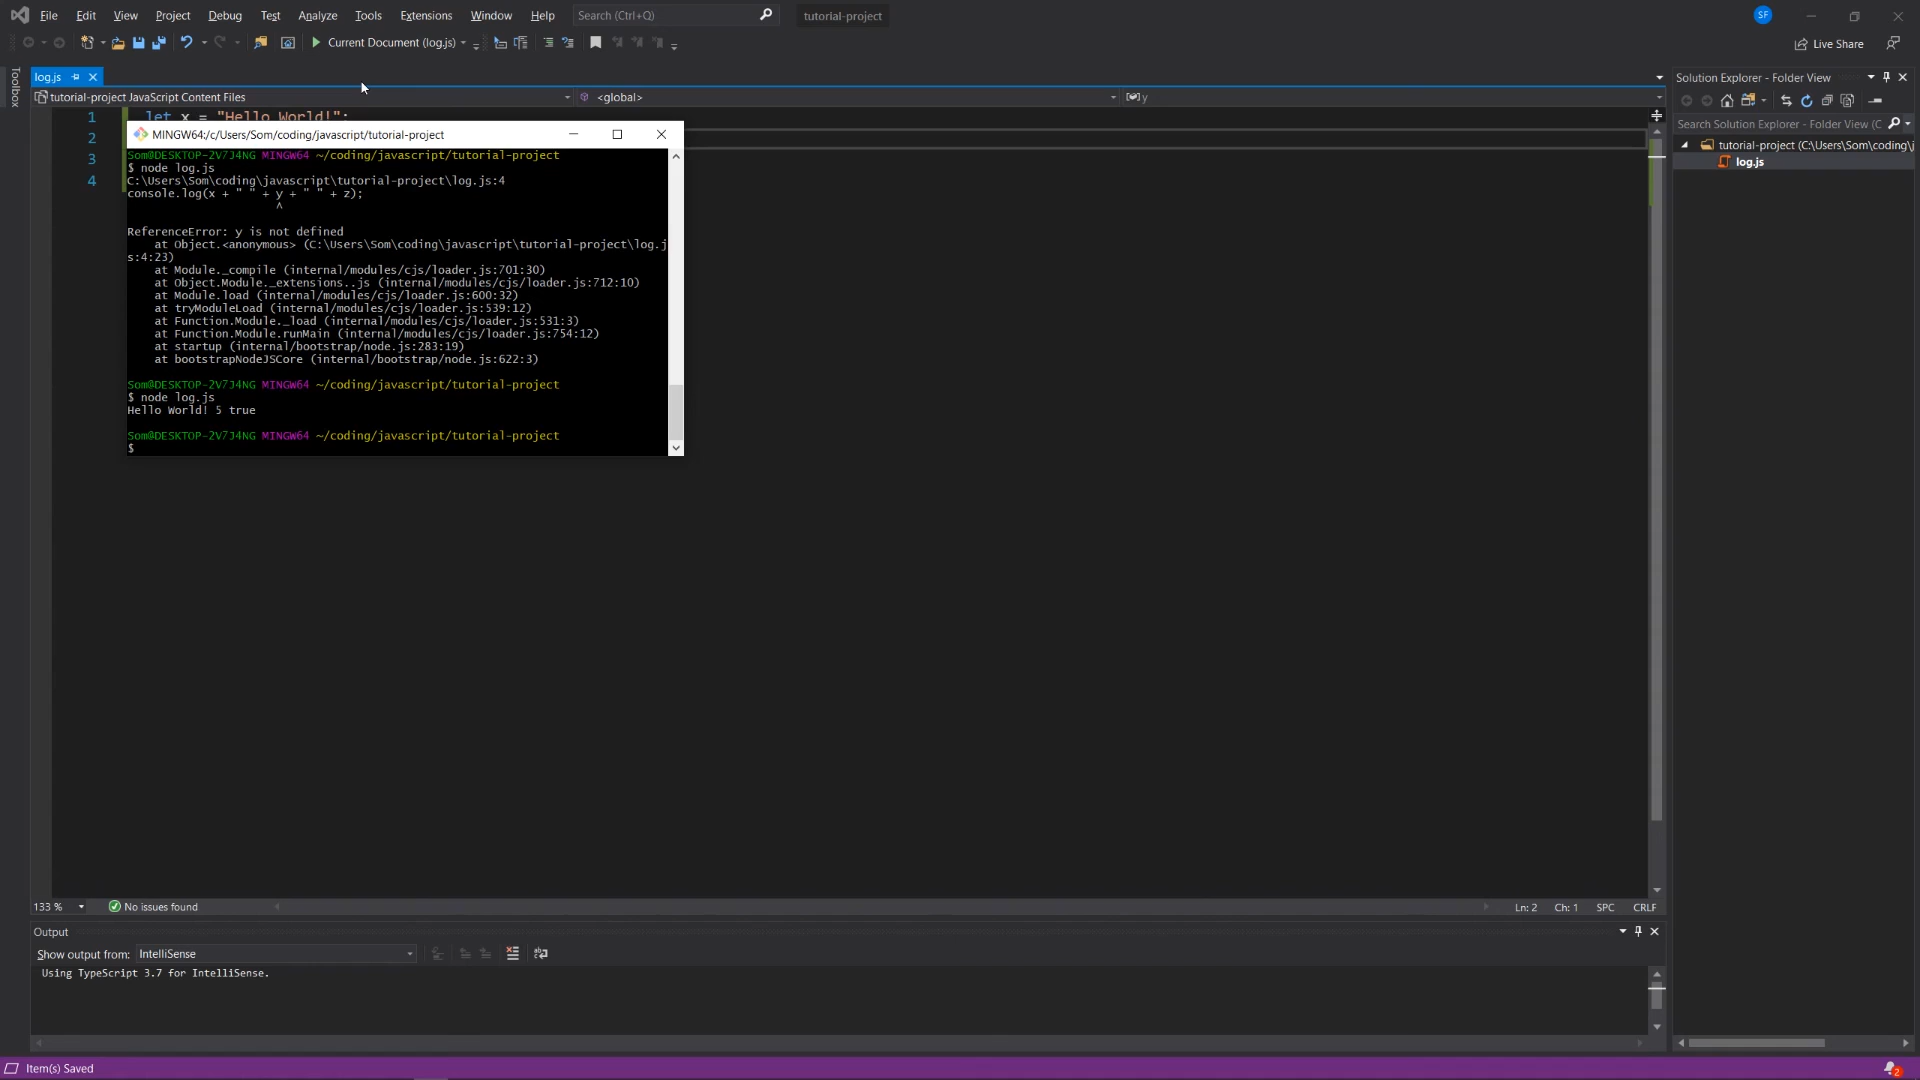 File Edit View Project Debug Test Analyze Tools Extensions Window Help Search (Ctrl+Q) tutorial-project SF
Current Document (log.js) Live Share
Toolbox
log.js
tutorial-project JavaScript Content Files <global> y
1 let x = "Hello World!";
2
3
4
MINGW64:/c/Users/Som/coding/javascript/tutorial-project
Som@DESKTOP-2V7J4NG MINGW64 ~/coding/javascript/tutorial-project
$ node log.js
C:\Users\Som\coding\javascript\tutorial-project\log.js:4
console.log(x + " " + y + " " + z);
^
ReferenceError: y is not defined
at Object.<anonymous> (C:\Users\Som\coding\javascript\tutorial-project\log.j
s:4:23)
at Module._compile (internal/modules/cjs/loader.js:701:30)
at Object.Module._extensions..js (internal/modules/cjs/loader.js:712:10)
at Module.load (internal/modules/cjs/loader.js:600:32)
at tryModuleLoad (internal/modules/cjs/loader.js:539:12)
at Function.Module._load (internal/modules/cjs/loader.js:531:3)
at Function.Module.runMain (internal/modules/cjs/loader.js:754:12)
at startup (internal/bootstrap/node.js:283:19)
at bootstrapNodeJSCore (internal/bootstrap/node.js:622:3)
Som@DESKTOP-2V7J4NG MINGW64 ~/coding/javascript/tutorial-project
$ node log.js
Hello World! 5 true
Som@DESKTOP-2V7J4NG MINGW64 ~/coding/javascript/tutorial-project
$
Solution Explorer - Folder View
Search Solution Explorer - Folder View (C
tutorial-project (C:\Users\Som\coding\j
log.js
133 % No issues found Ln: 2 Ch: 1 SPC CRLF
Output
Show output from: IntelliSense
Using TypeScript 3.7 for IntelliSense.
Item(s) Saved 2